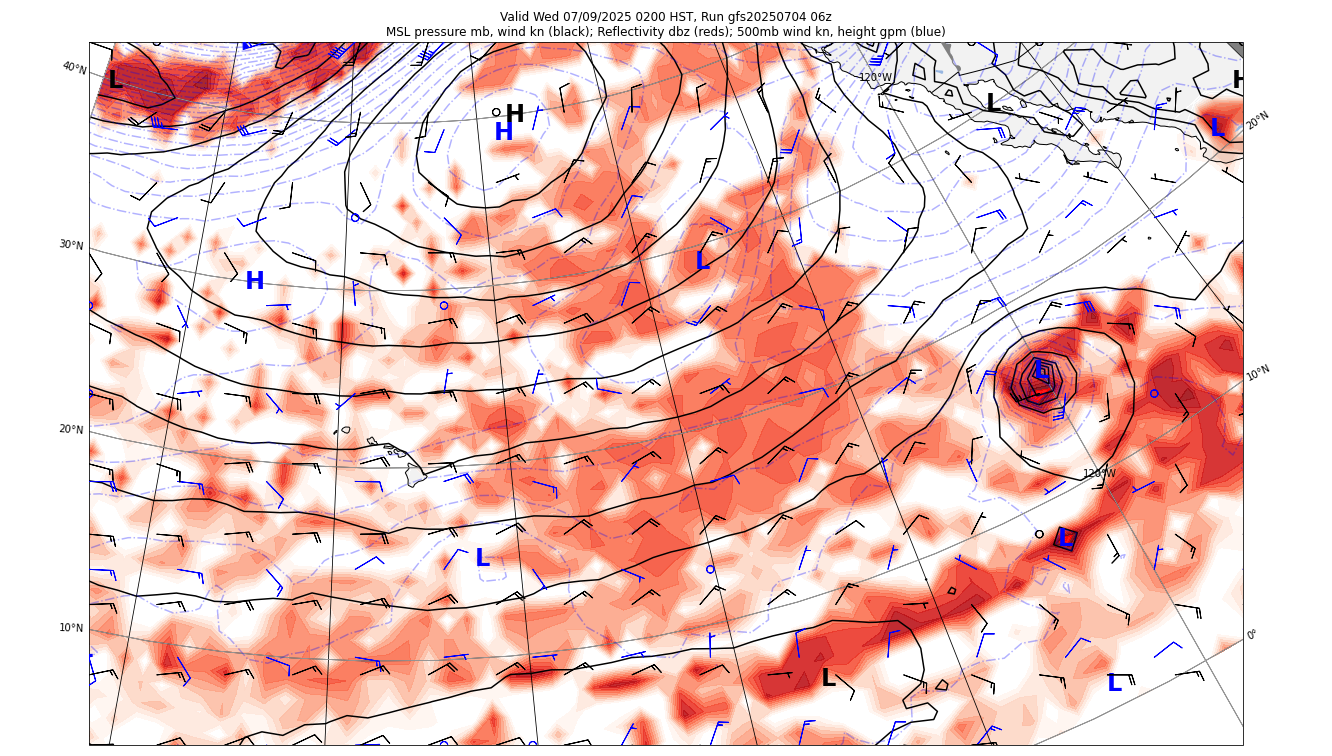 Valid Wed 07/09/2025 0200 HST, Run gfs20250704 06z
MSL pressure mb, wind kn (black); Reflectivity dbz (reds); 500mb wind kn, height gpm (blue)
40°N
L
120°W
L
H
H
H
L
20°N
30°N
L
H
L
10°N
20°N
120°W
L
L
10°N
0°
L
L